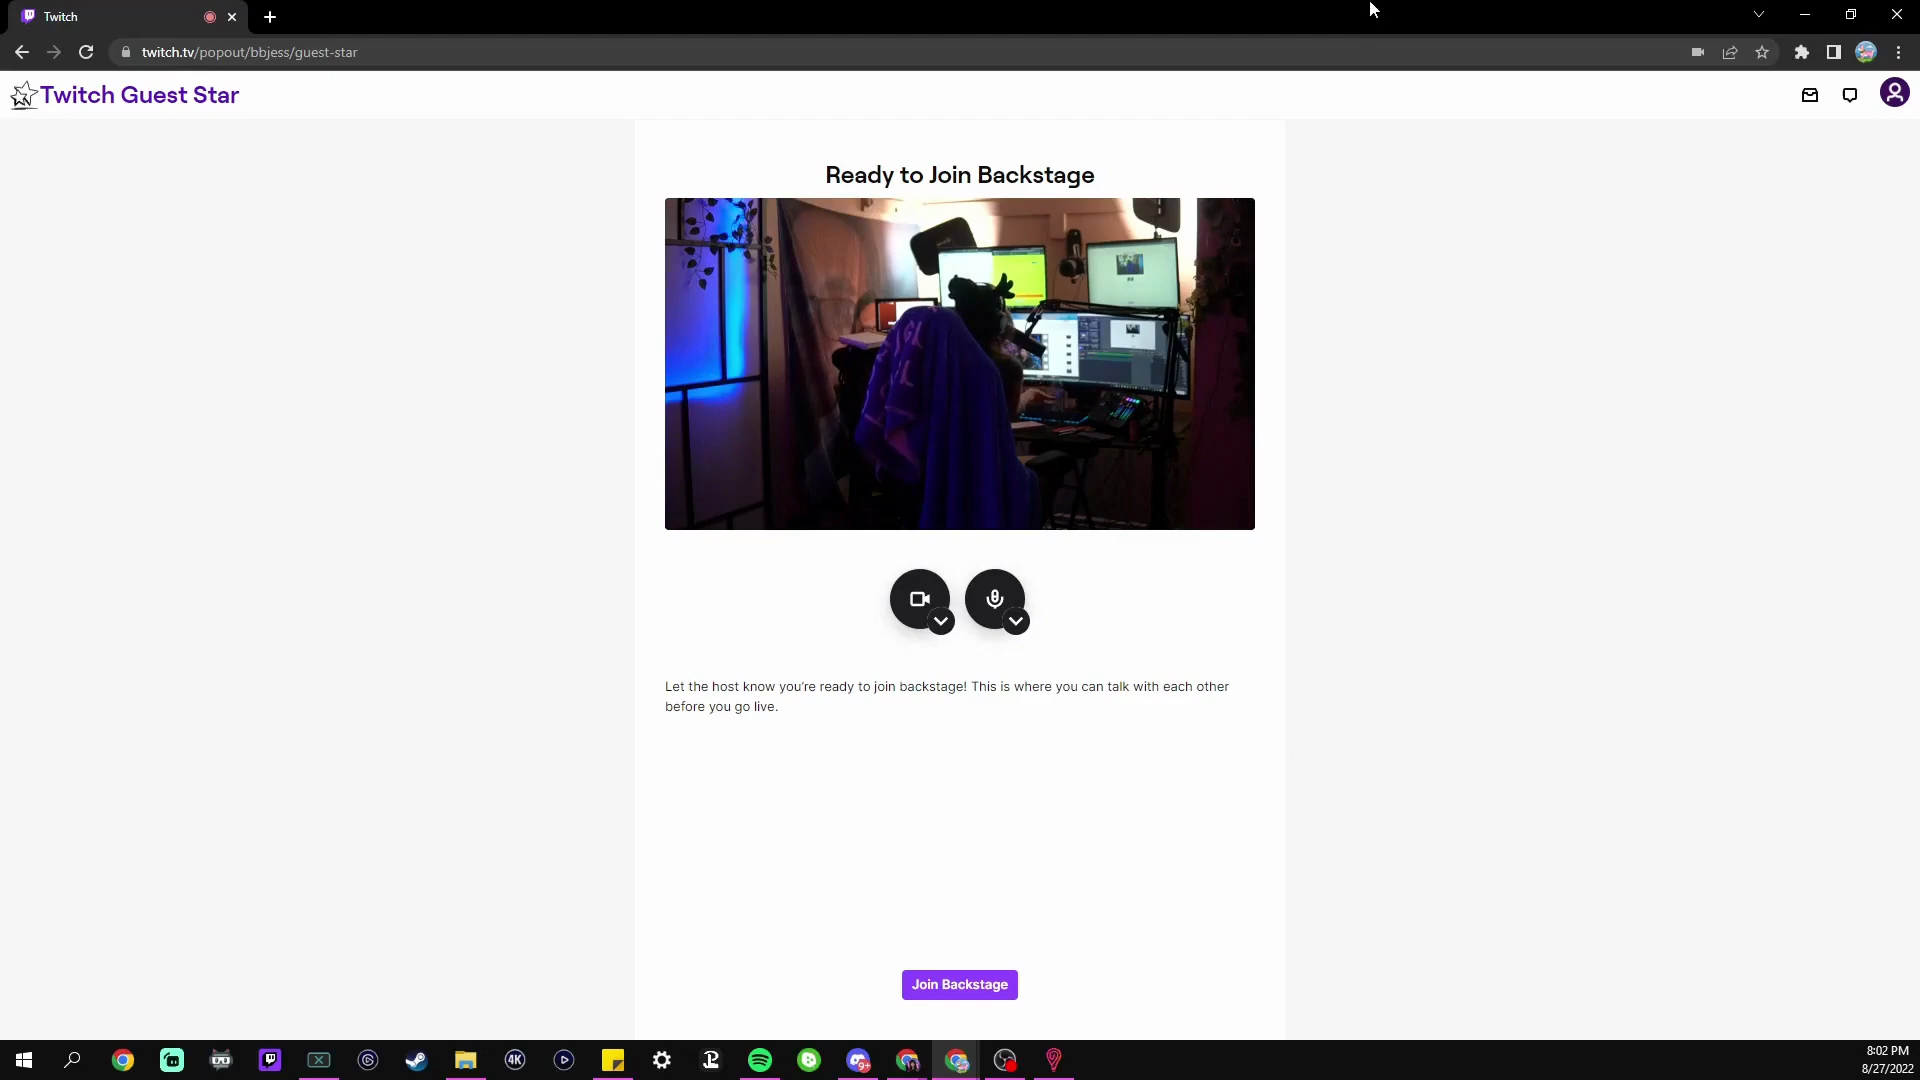 Twitch
twitch.tv/popout/bbjess/guest-star
Twitch Guest Star
Ready to Join Backstage
Let the host know you're ready to join backstage! This is where you can talk with each other
before you go live.
Join Backstage
4K
9+
8:02 PM
8/27/2022